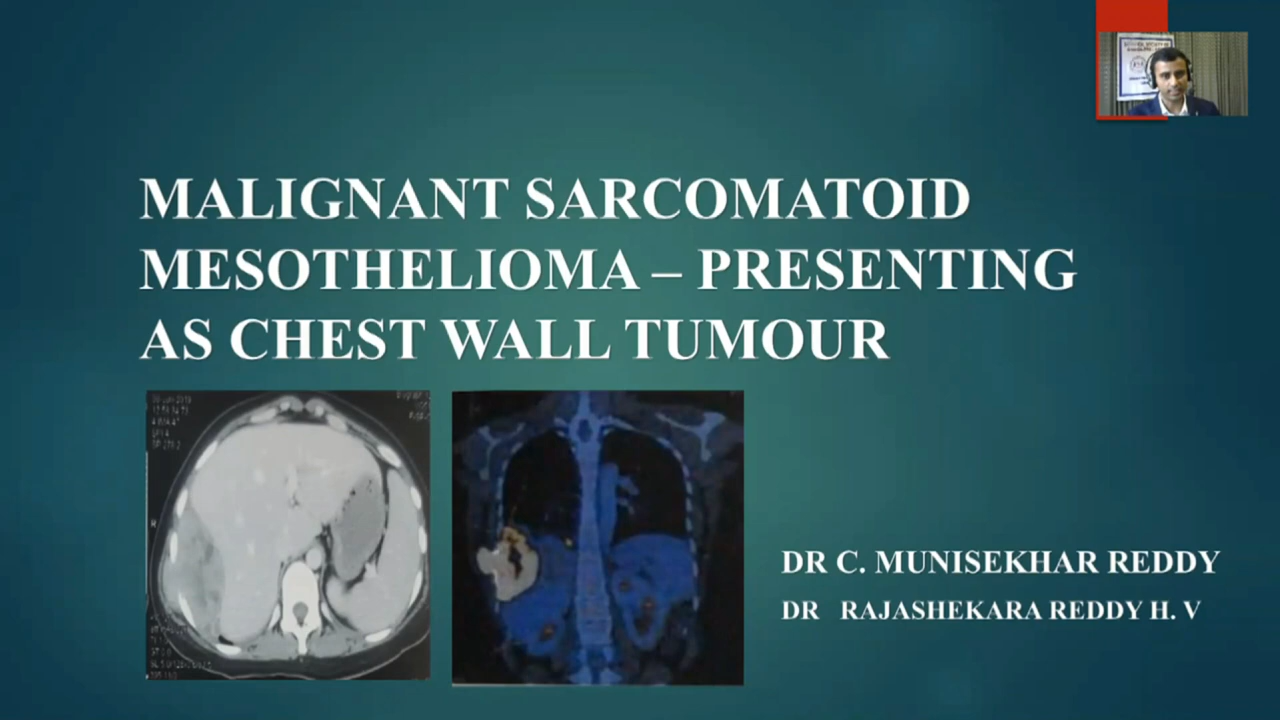 MALIGNANT SARCOMATOID
MESOTHELIOMA – PRESENTING
AS CHEST WALL TUMOUR
R
DR C. MUNISEKHAR REDDY
DR RAJASHEKARA REDDY H. V